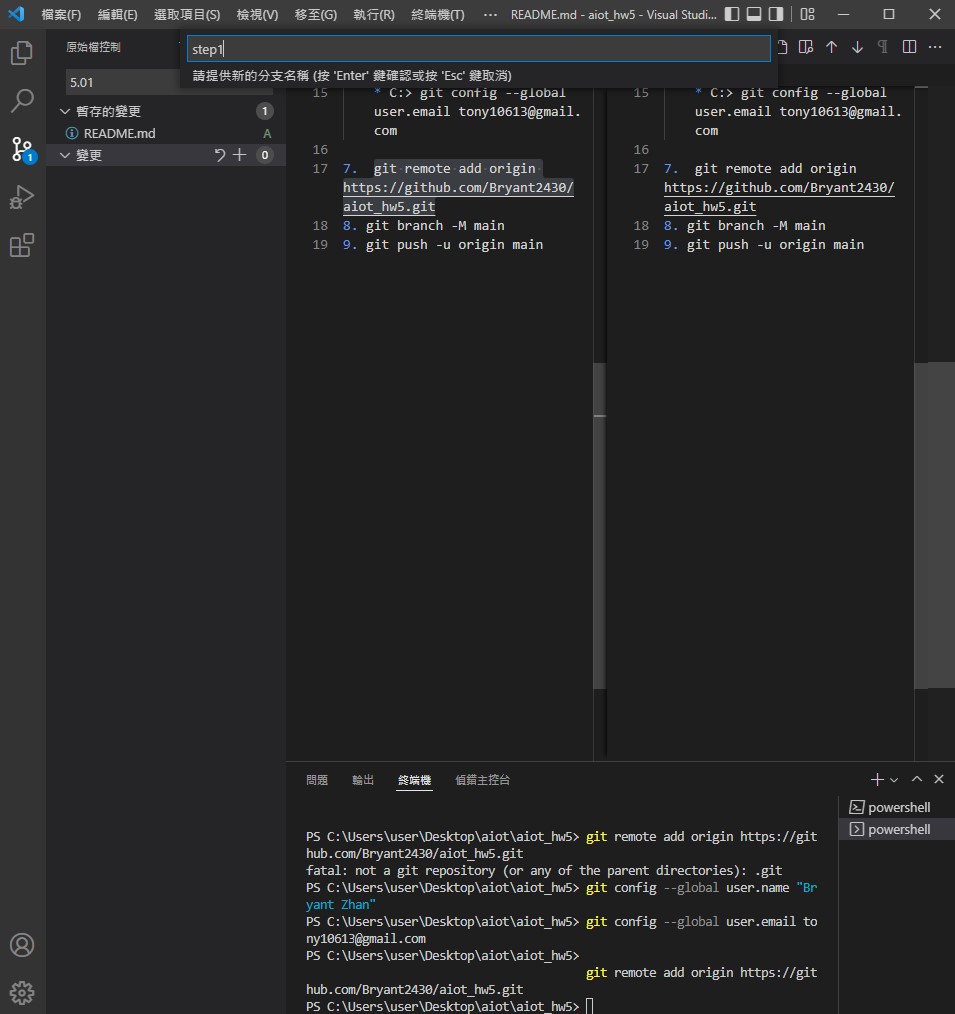 檔案(F) 編輯(E) 選取項目(S) 檢視(V) 移至(G) 執行(R) 終端機(T) ··· README.md - aiot_hw5 - Visual Studi...
原始檔控制
step1
請提供新的分支名稱 (按 'Enter' 鍵確認或按 'Esc' 鍵取消)
5.01
暫存的變更 1
README.md A
變更 0
1
15 * C:> git config --global
user.email tony10613@gmail.
com
16
17 7. git remote add origin
https://github.com/Bryant2430/
aiot_hw5.git
18 8. git branch -M main
19 9. git push -u origin main
15 * C:> git config --global
user.email tony10613@gmail.
com
16
17 7. git remote add origin
https://github.com/Bryant2430/
aiot_hw5.git
18 8. git branch -M main
19 9. git push -u origin main
問題 輸出 終端機 偵錯主控台
powershell
powershell
PS C:\Users\user\Desktop\aiot\aiot_hw5> git remote add origin https://git
hub.com/Bryant2430/aiot_hw5.git
fatal: not a git repository (or any of the parent directories): .git
PS C:\Users\user\Desktop\aiot\aiot_hw5> git config --global user.name "Br
yant Zhan"
PS C:\Users\user\Desktop\aiot\aiot_hw5> git config --global user.email to
ny10613@gmail.com
PS C:\Users\user\Desktop\aiot\aiot_hw5>
git remote add origin https://git
hub.com/Bryant2430/aiot_hw5.git
PS C:\Users\user\Desktop\aiot\aiot_hw5>